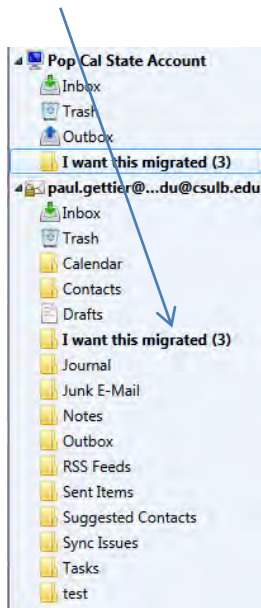 Pop Cal State Account
Inbox
Trash
Outbox
I want this migrated (3)
paul.gettier@...du@csulb.edu
Inbox
Trash
Calendar
Contacts
Drafts
I want this migrated (3)
Journal
Junk E-Mail
Notes
Outbox
RSS Feeds
Sent Items
Suggested Contacts
Sync Issues
Tasks
test